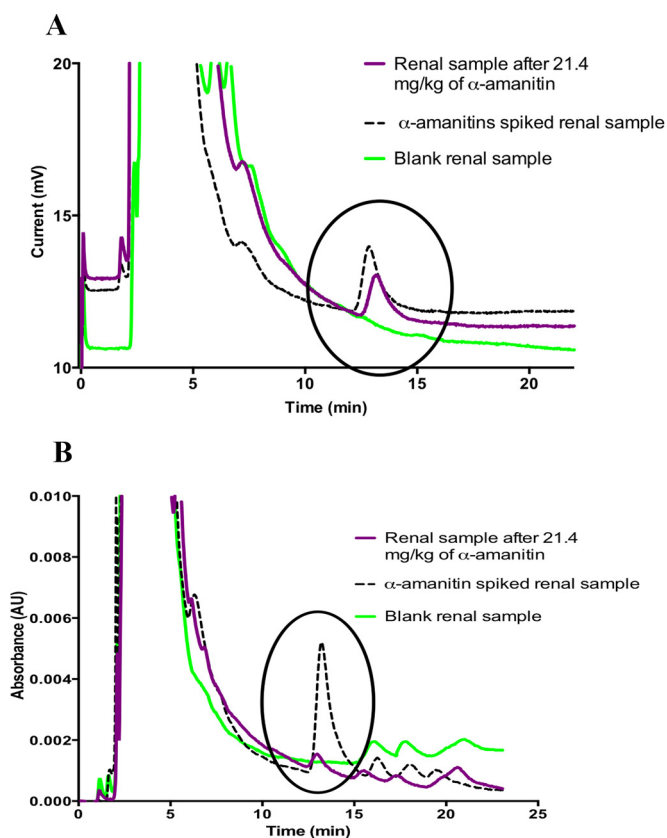 A
Renal sample after 21.4
mg/kg of α-amanitin
α-amanitins spiked renal sample
Blank renal sample
20
15
10
Current (mV)
0
5
10
15
20
Time (min)
B
0.010
0.008
0.006
0.004
0.002
0.000
Absorbance (AU)
Renal sample after 21.4
mg/kg of α-amanitin
α-amanitin spiked renal sample
Blank renal sample
0
5
10
15
20
25
Time (min)